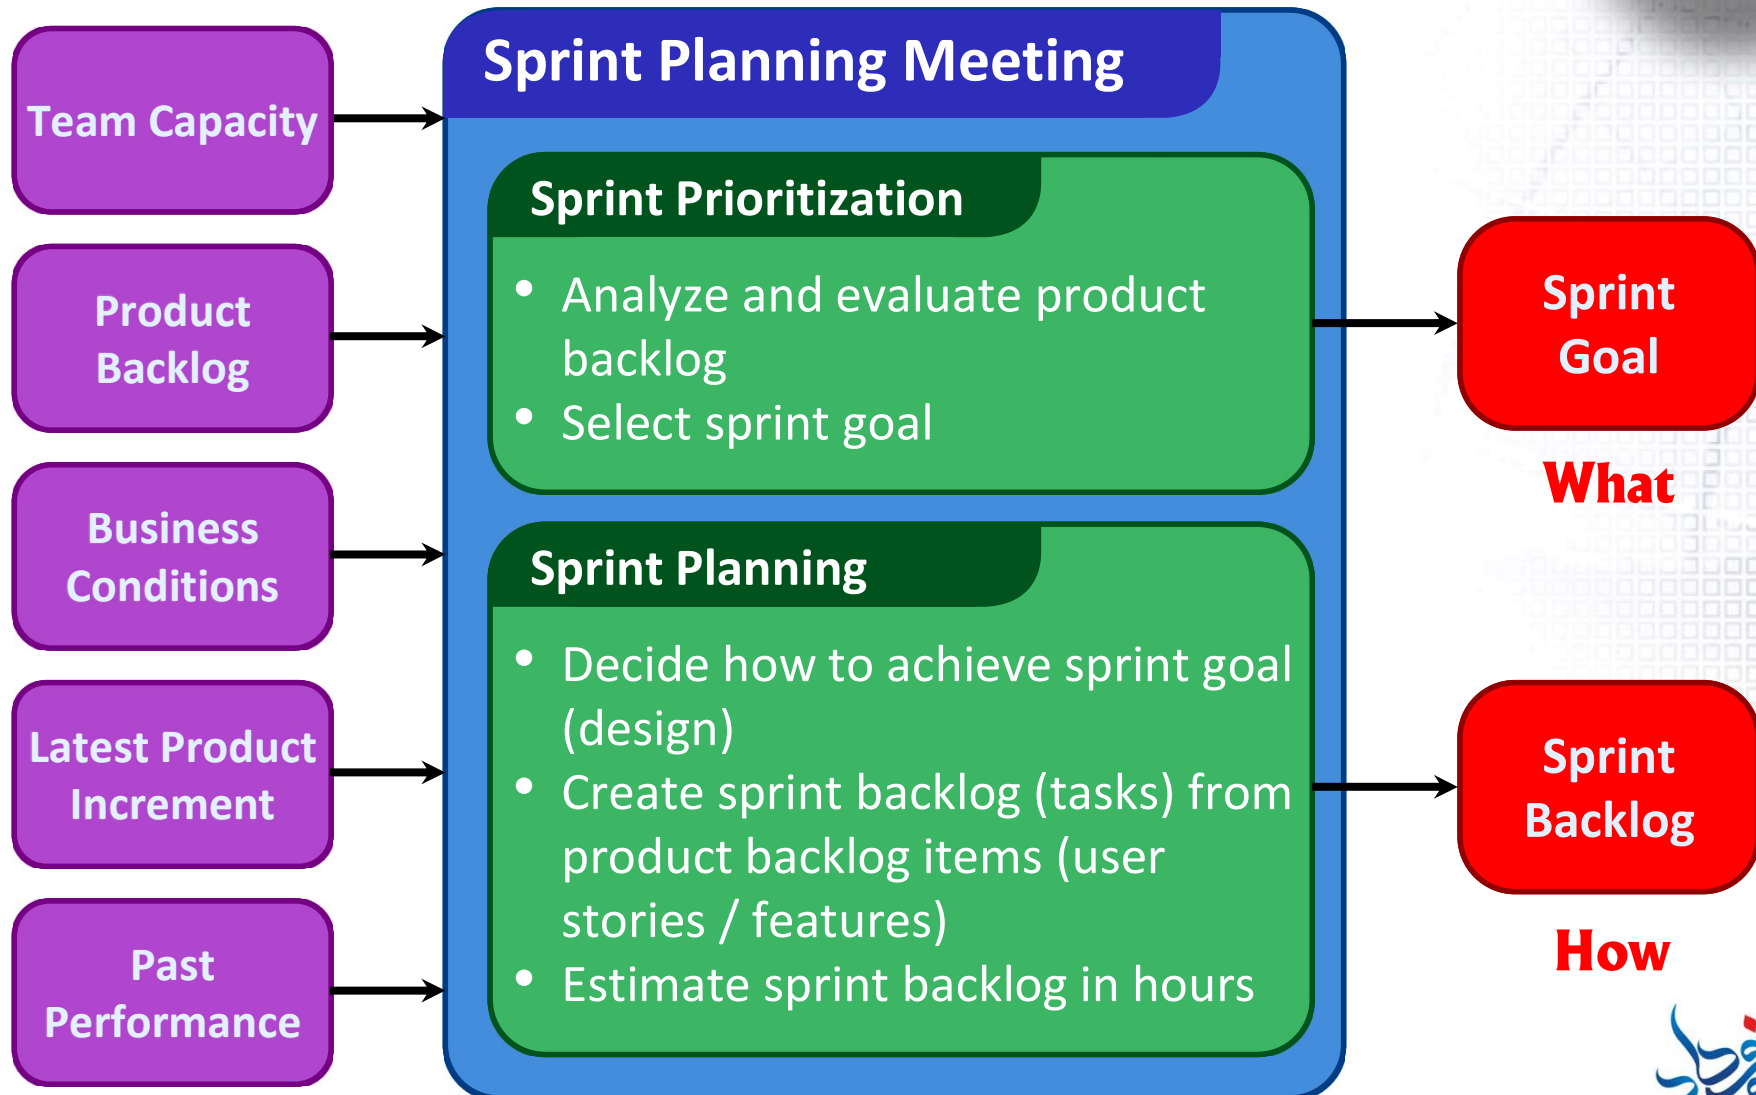 Team Capacity
Product
Backlog
Business
Conditions
Latest Product
Increment
Past
Performance
Sprint Planning Meeting
Sprint Prioritization
• Analyze and evaluate product
backlog
• Select sprint goal
Sprint Planning
• Decide how to achieve sprint goal
(design)
• Create sprint backlog (tasks) from
product backlog items (user
stories / features)
• Estimate sprint backlog in hours
Sprint
Goal
What
Sprint
Backlog
How